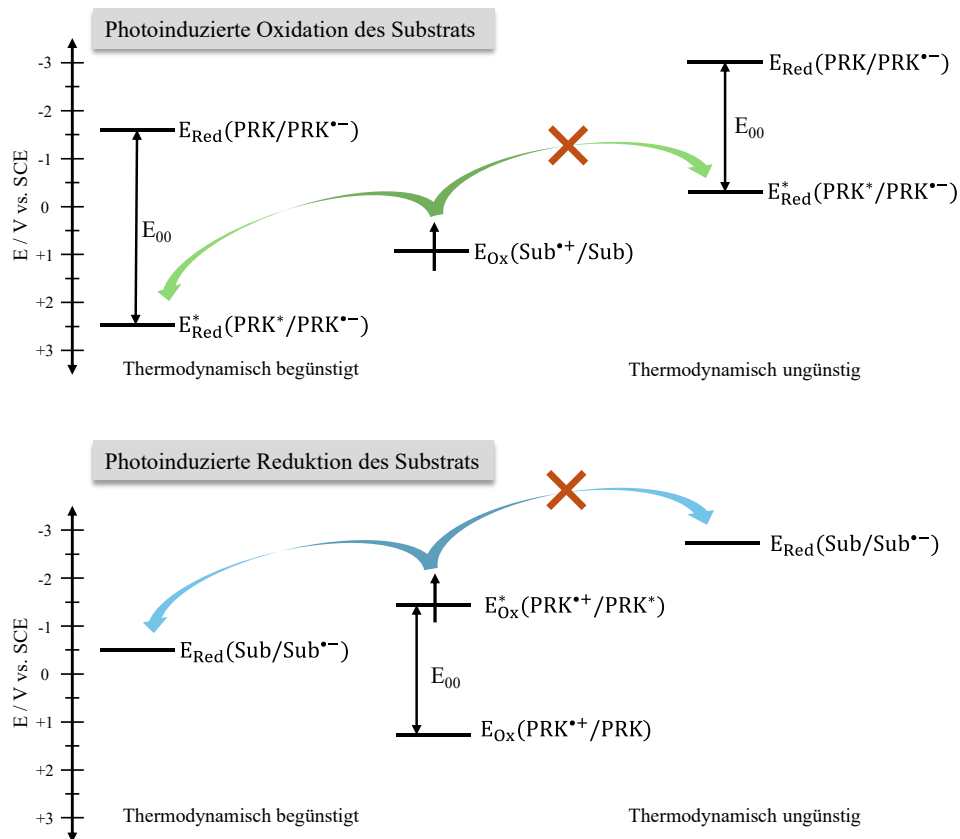 Photoinduzierte Oxidation des Substrats
E / V vs. SCE
-3
-2
-1
0
+1
+2
+3
E_Red(PRK/PRK^•−)
E_00
E*_Red(PRK*/PRK^•−)
E_Ox(Sub^•+/Sub)
E_Red(PRK/PRK^•−)
E_00
E*_Red(PRK*/PRK^•−)
Thermodynamisch begünstigt
Thermodynamisch ungünstig
Photoinduzierte Reduktion des Substrats
E / V vs. SCE
-3
-2
-1
0
+1
+2
+3
E_Red(Sub/Sub^•−)
E*_Ox(PRK^•+/PRK*)
E_00
E_Ox(PRK^•+/PRK)
E_Red(Sub/Sub^•−)
Thermodynamisch begünstigt
Thermodynamisch ungünstig